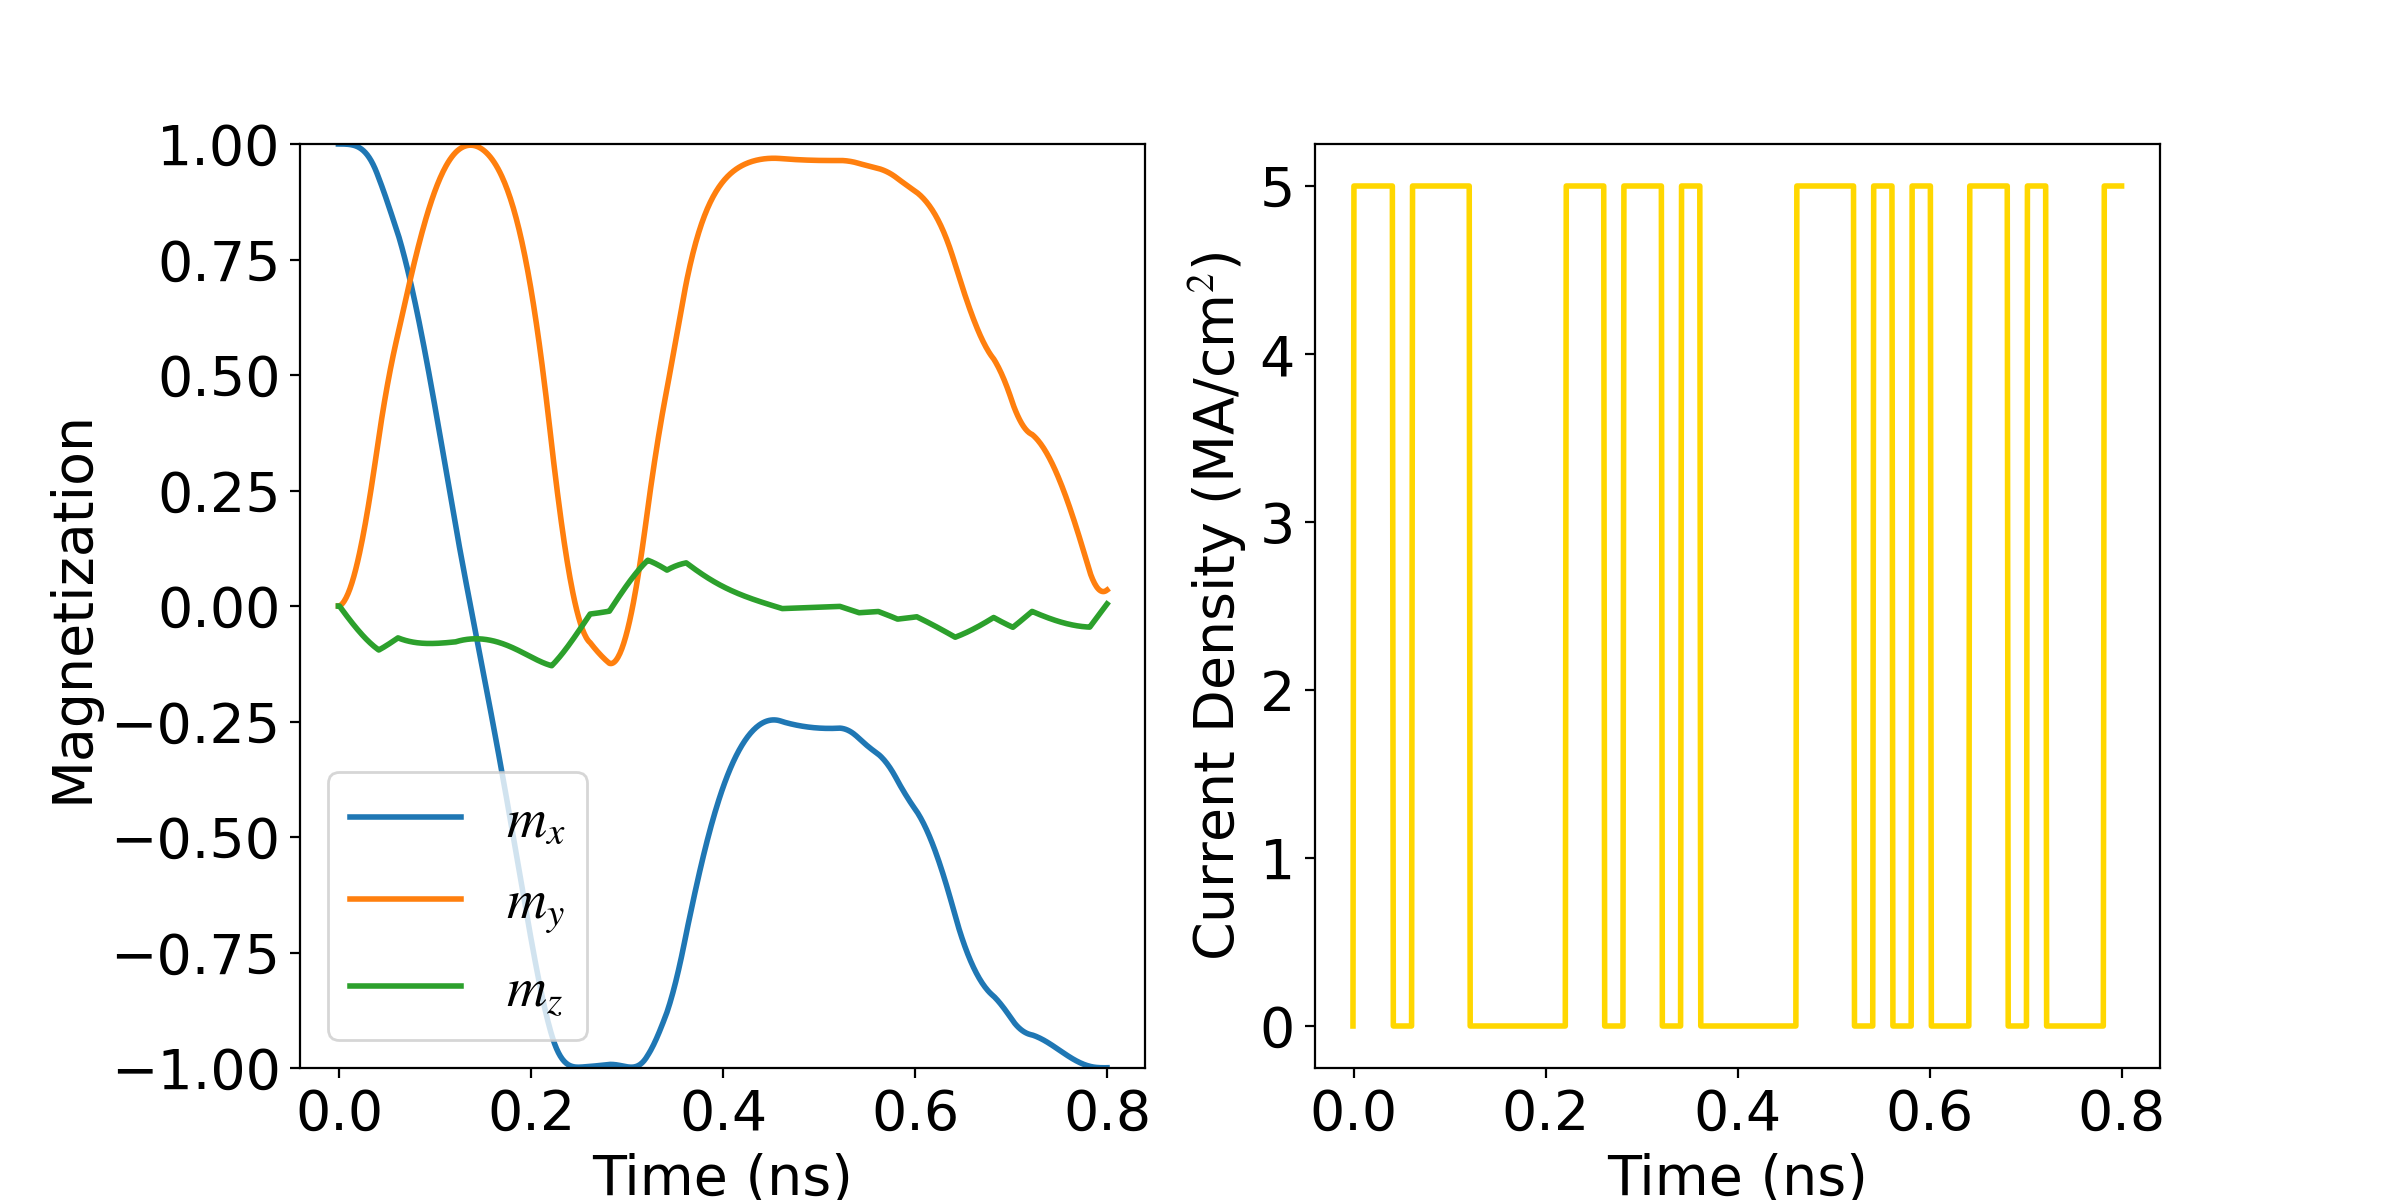 Magnetization
1.00
0.75
0.50
0.25
0.00
−0.25
−0.50
−0.75
−1.00
m_x
m_y
m_z
0.0 0.2 0.4 0.6 0.8
Time (ns)
Current Density (MA/cm²)
5
4
3
2
1
0
0.0 0.2 0.4 0.6 0.8
Time (ns)